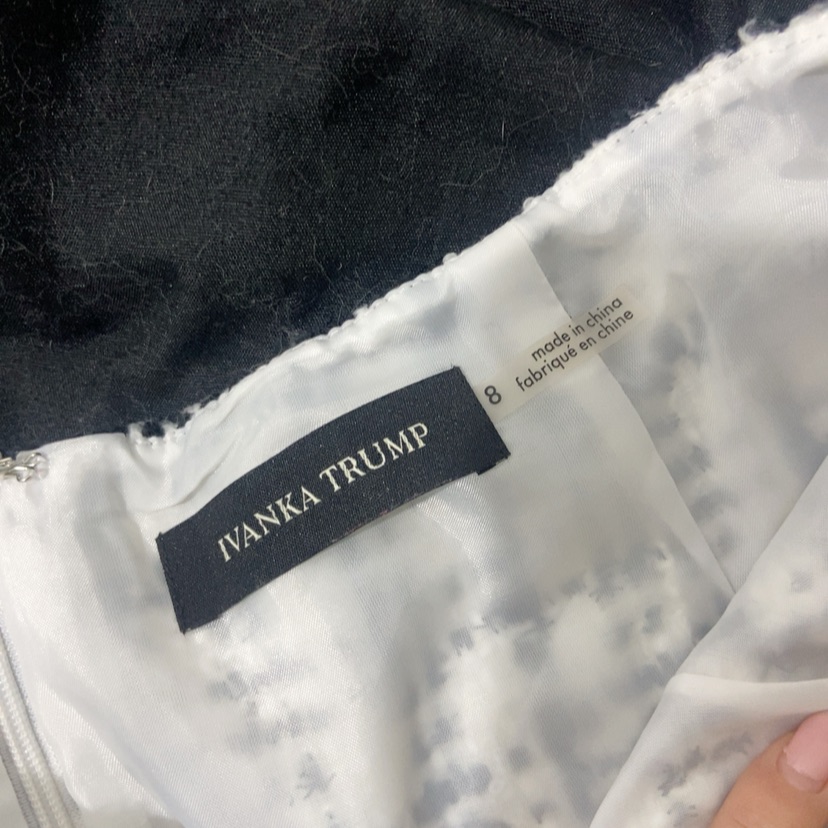 IVANKA TRUMP
8
made in china
fabriqué en chine